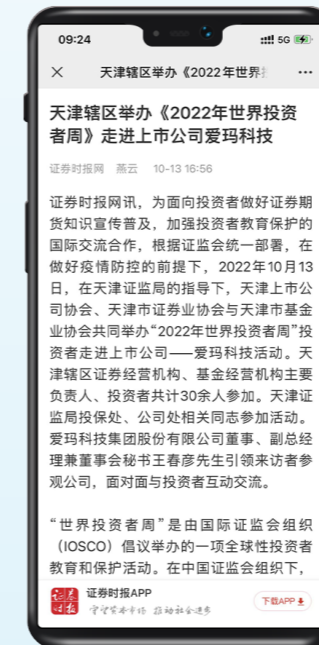 09:24
5G
天津辖区举办《2022年世界
天津辖区举办《2022年世界投资
者周》走进上市公司爱玛科技
证券时报网 燕云 10-13 16:56
证券时报网讯，为面向投资者做好证券期
货知识宣传普及，加强投资者教育保护的
国际交流合作，根据证监会统一部署，在
做好疫情防控的前提下，2022年10月13
日，在天津证监局的指导下，天津上市公
司协会、天津市证券业协会与天津市基金
业协会共同举办“2022年世界投资者周”投
资者走进上市公司——爱玛科技活动。天
津辖区证券经营机构、基金经营机构主要
负责人、投资者共计30余人参加。天津证
监局投保处、公司处相关同志参加活动。
爱玛科技集团股份有限公司董事、副总经
理兼董事会秘书王春彦先生引领来访者参
观公司，面对面与投资者互动交流。
“世界投资者周”是由国际证监会组织
（IOSCO）倡议举办的一项全球性投资者
教育和保护活动。在中国证监会组织下，
证券时报
证券时报APP
守望资本市场 推动社会进步
下载APP